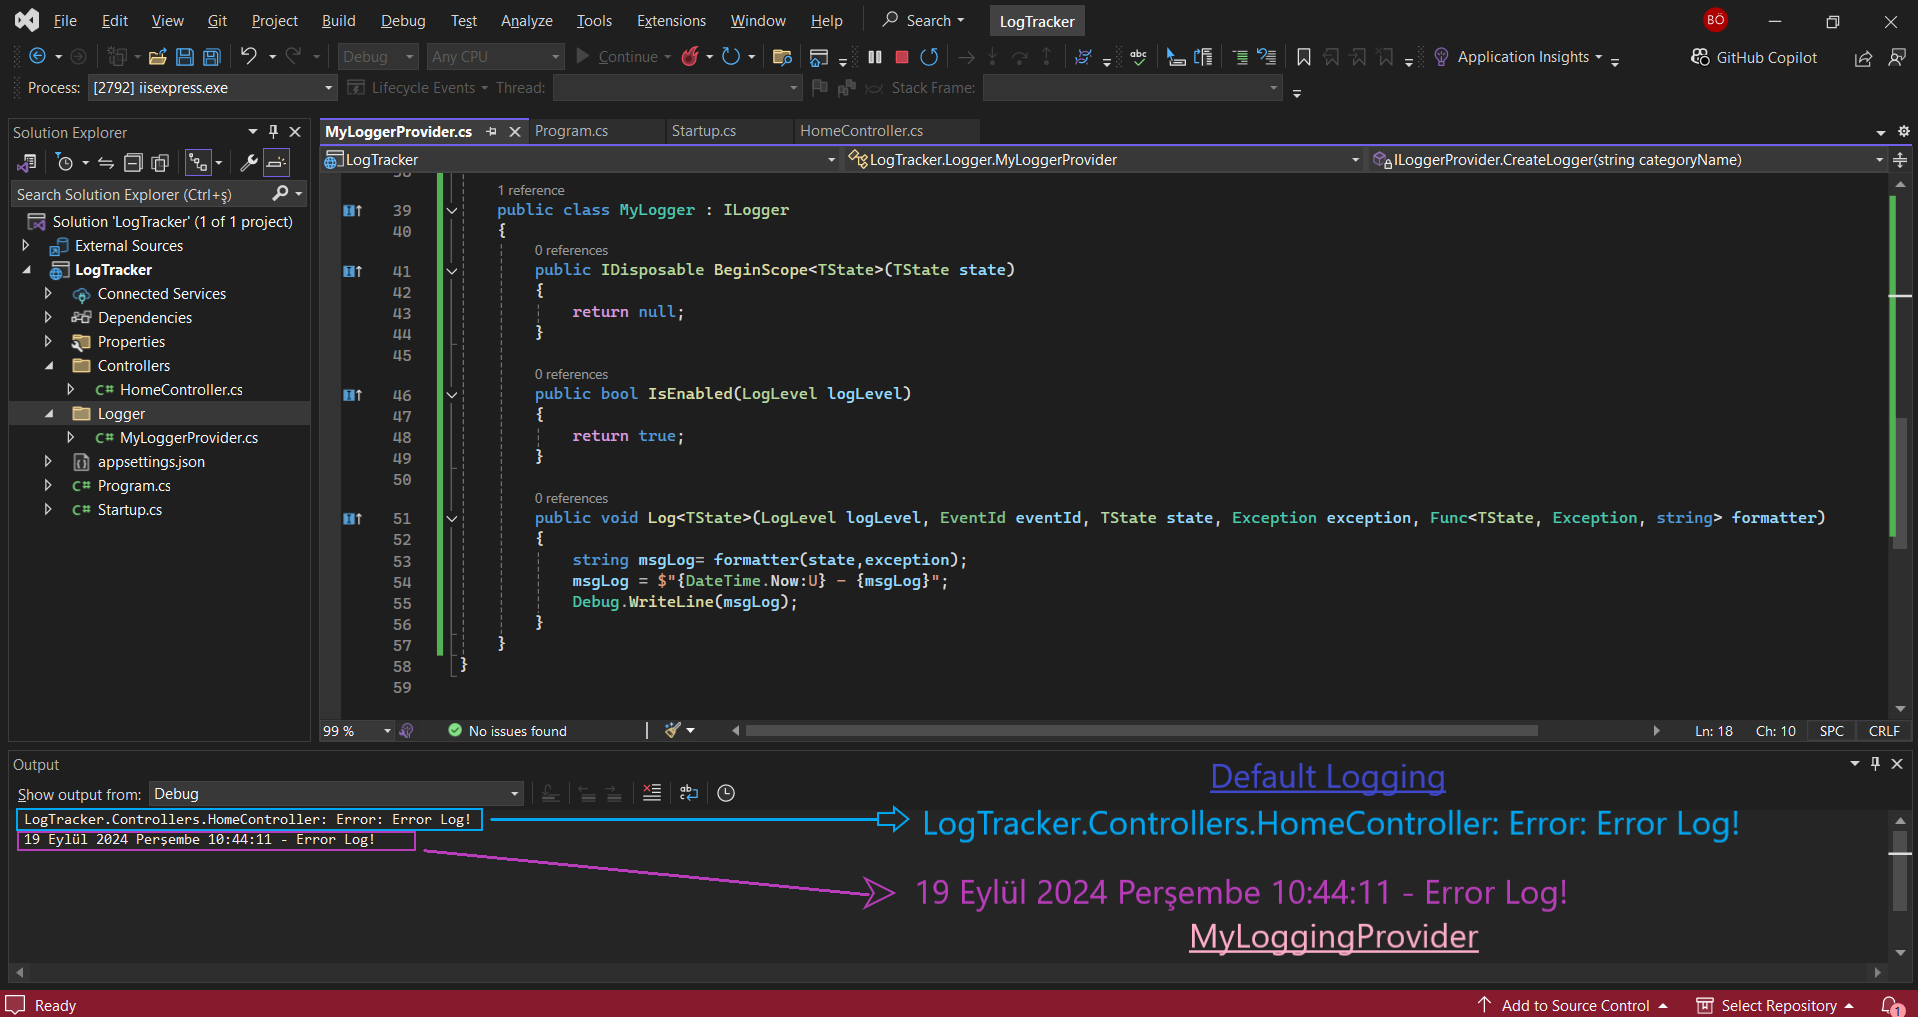 File Edit View Git Project Build Debug Test Analyze Tools Extensions Window Help Search LogTracker BÖ
Debug Any CPU Continue Application Insights GitHub Copilot
Process: [2792] iisexpress.exe Lifecycle Events Thread: Stack Frame:
Solution Explorer
Search Solution Explorer (Ctrl+ş)
Solution 'LogTracker' (1 of 1 project)
External Sources
LogTracker
Connected Services
Dependencies
Properties
Controllers
C# HomeController.cs
Logger
C# MyLoggerProvider.cs
appsettings.json
C# Program.cs
C# Startup.cs
MyLoggerProvider.cs Program.cs Startup.cs HomeController.cs
LogTracker LogTracker.Logger.MyLoggerProvider ILoggerProvider.CreateLogger(string categoryName)
38
1 reference
39 public class MyLogger : ILogger
40 {
0 references
41 public IDisposable BeginScope<TState>(TState state)
42 {
43 return null;
44 }
45
0 references
46 public bool IsEnabled(LogLevel logLevel)
47 {
48 return true;
49 }
50
0 references
51 public void Log<TState>(LogLevel logLevel, EventId eventId, TState state, Exception exception, Func<TState, Exception, string> formatter)
52 {
53 string msgLog= formatter(state,exception);
54 msgLog = $"{DateTime.Now:U} - {msgLog}";
55 Debug.WriteLine(msgLog);
56 }
57 }
58 }
59
99 % No issues found Ln: 18 Ch: 10 SPC CRLF
Output
Show output from: Debug
LogTracker.Controllers.HomeController: Error: Error Log!
19 Eylül 2024 Perşembe 10:44:11 - Error Log!
Default Logging
LogTracker.Controllers.HomeController: Error: Error Log!
19 Eylül 2024 Perşembe 10:44:11 - Error Log!
MyLoggingProvider
Ready Add to Source Control Select Repository 1